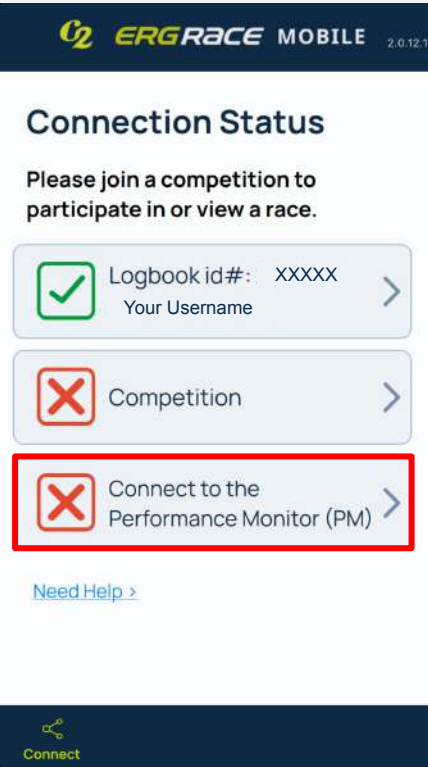 C2 ERGRACE MOBILE 2.0.12.1
Connection Status
Please join a competition to
participate in or view a race.
Logbook id#: XXXXX
Your Username
Competition
Connect to the
Performance Monitor (PM)
Need Help >
Connect